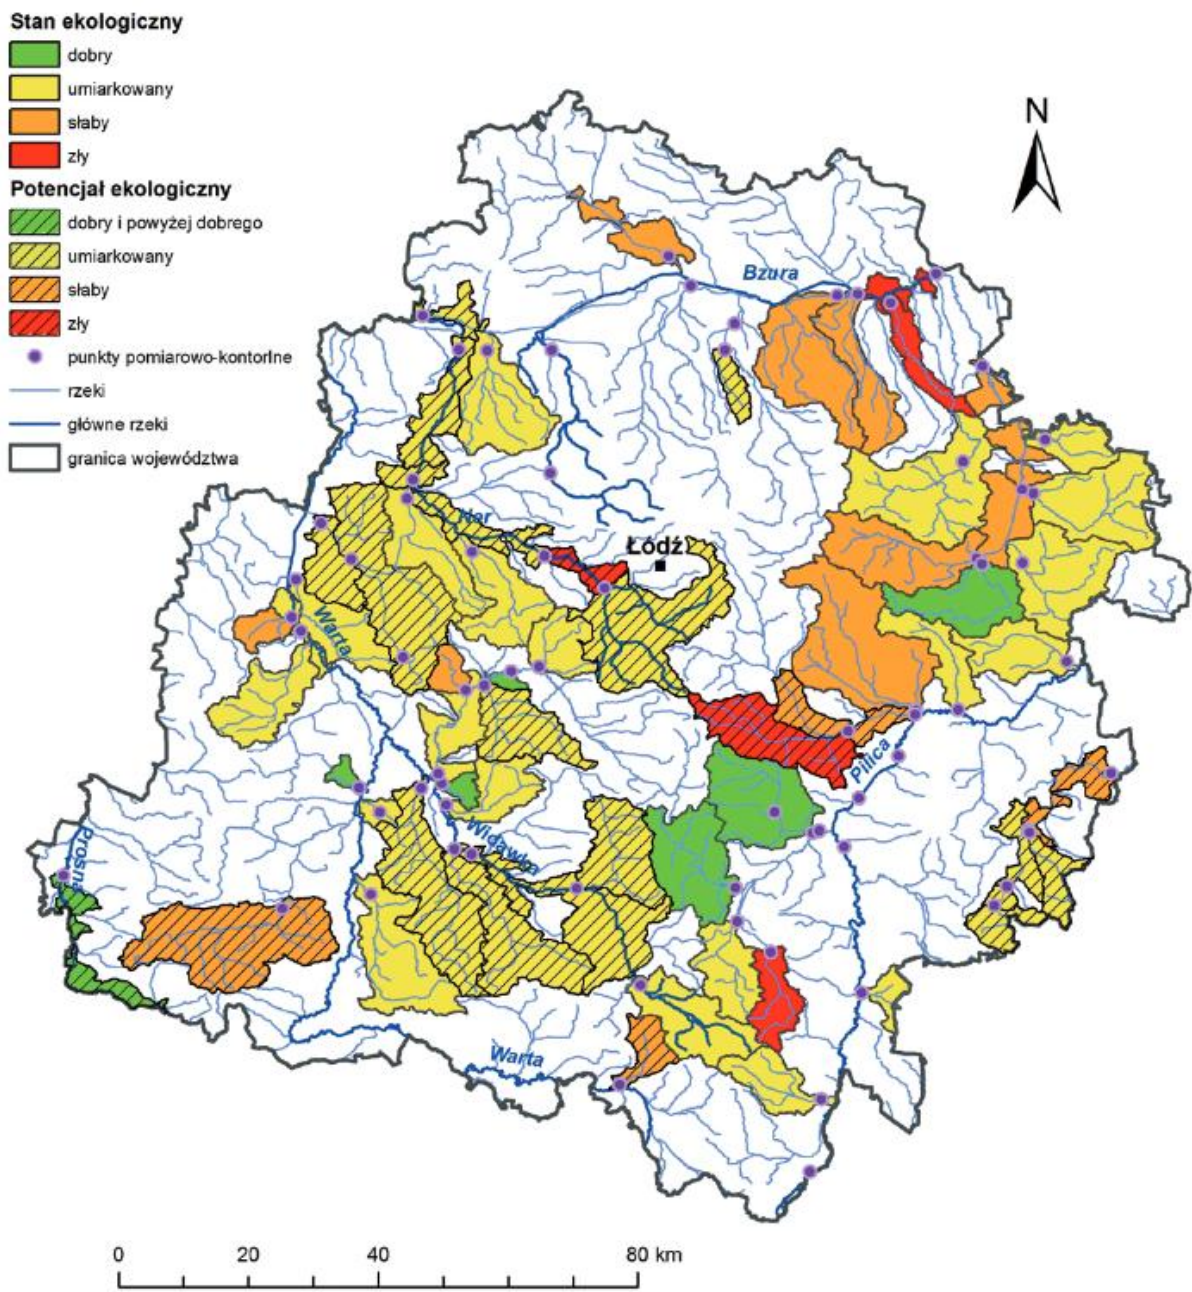 Stan ekologiczny
dobry
umiarkowany
słaby
zły
Potencjał ekologiczny
dobry i powyżej dobrego
umiarkowany
słaby
zły
punkty pomiarowo-kontorlne
rzeki
główne rzeki
granica województwa
N
Bzura
Ner
Łódź
Warta
Pilica
Widawka
Prosna
Warta
0 20 40 80 km